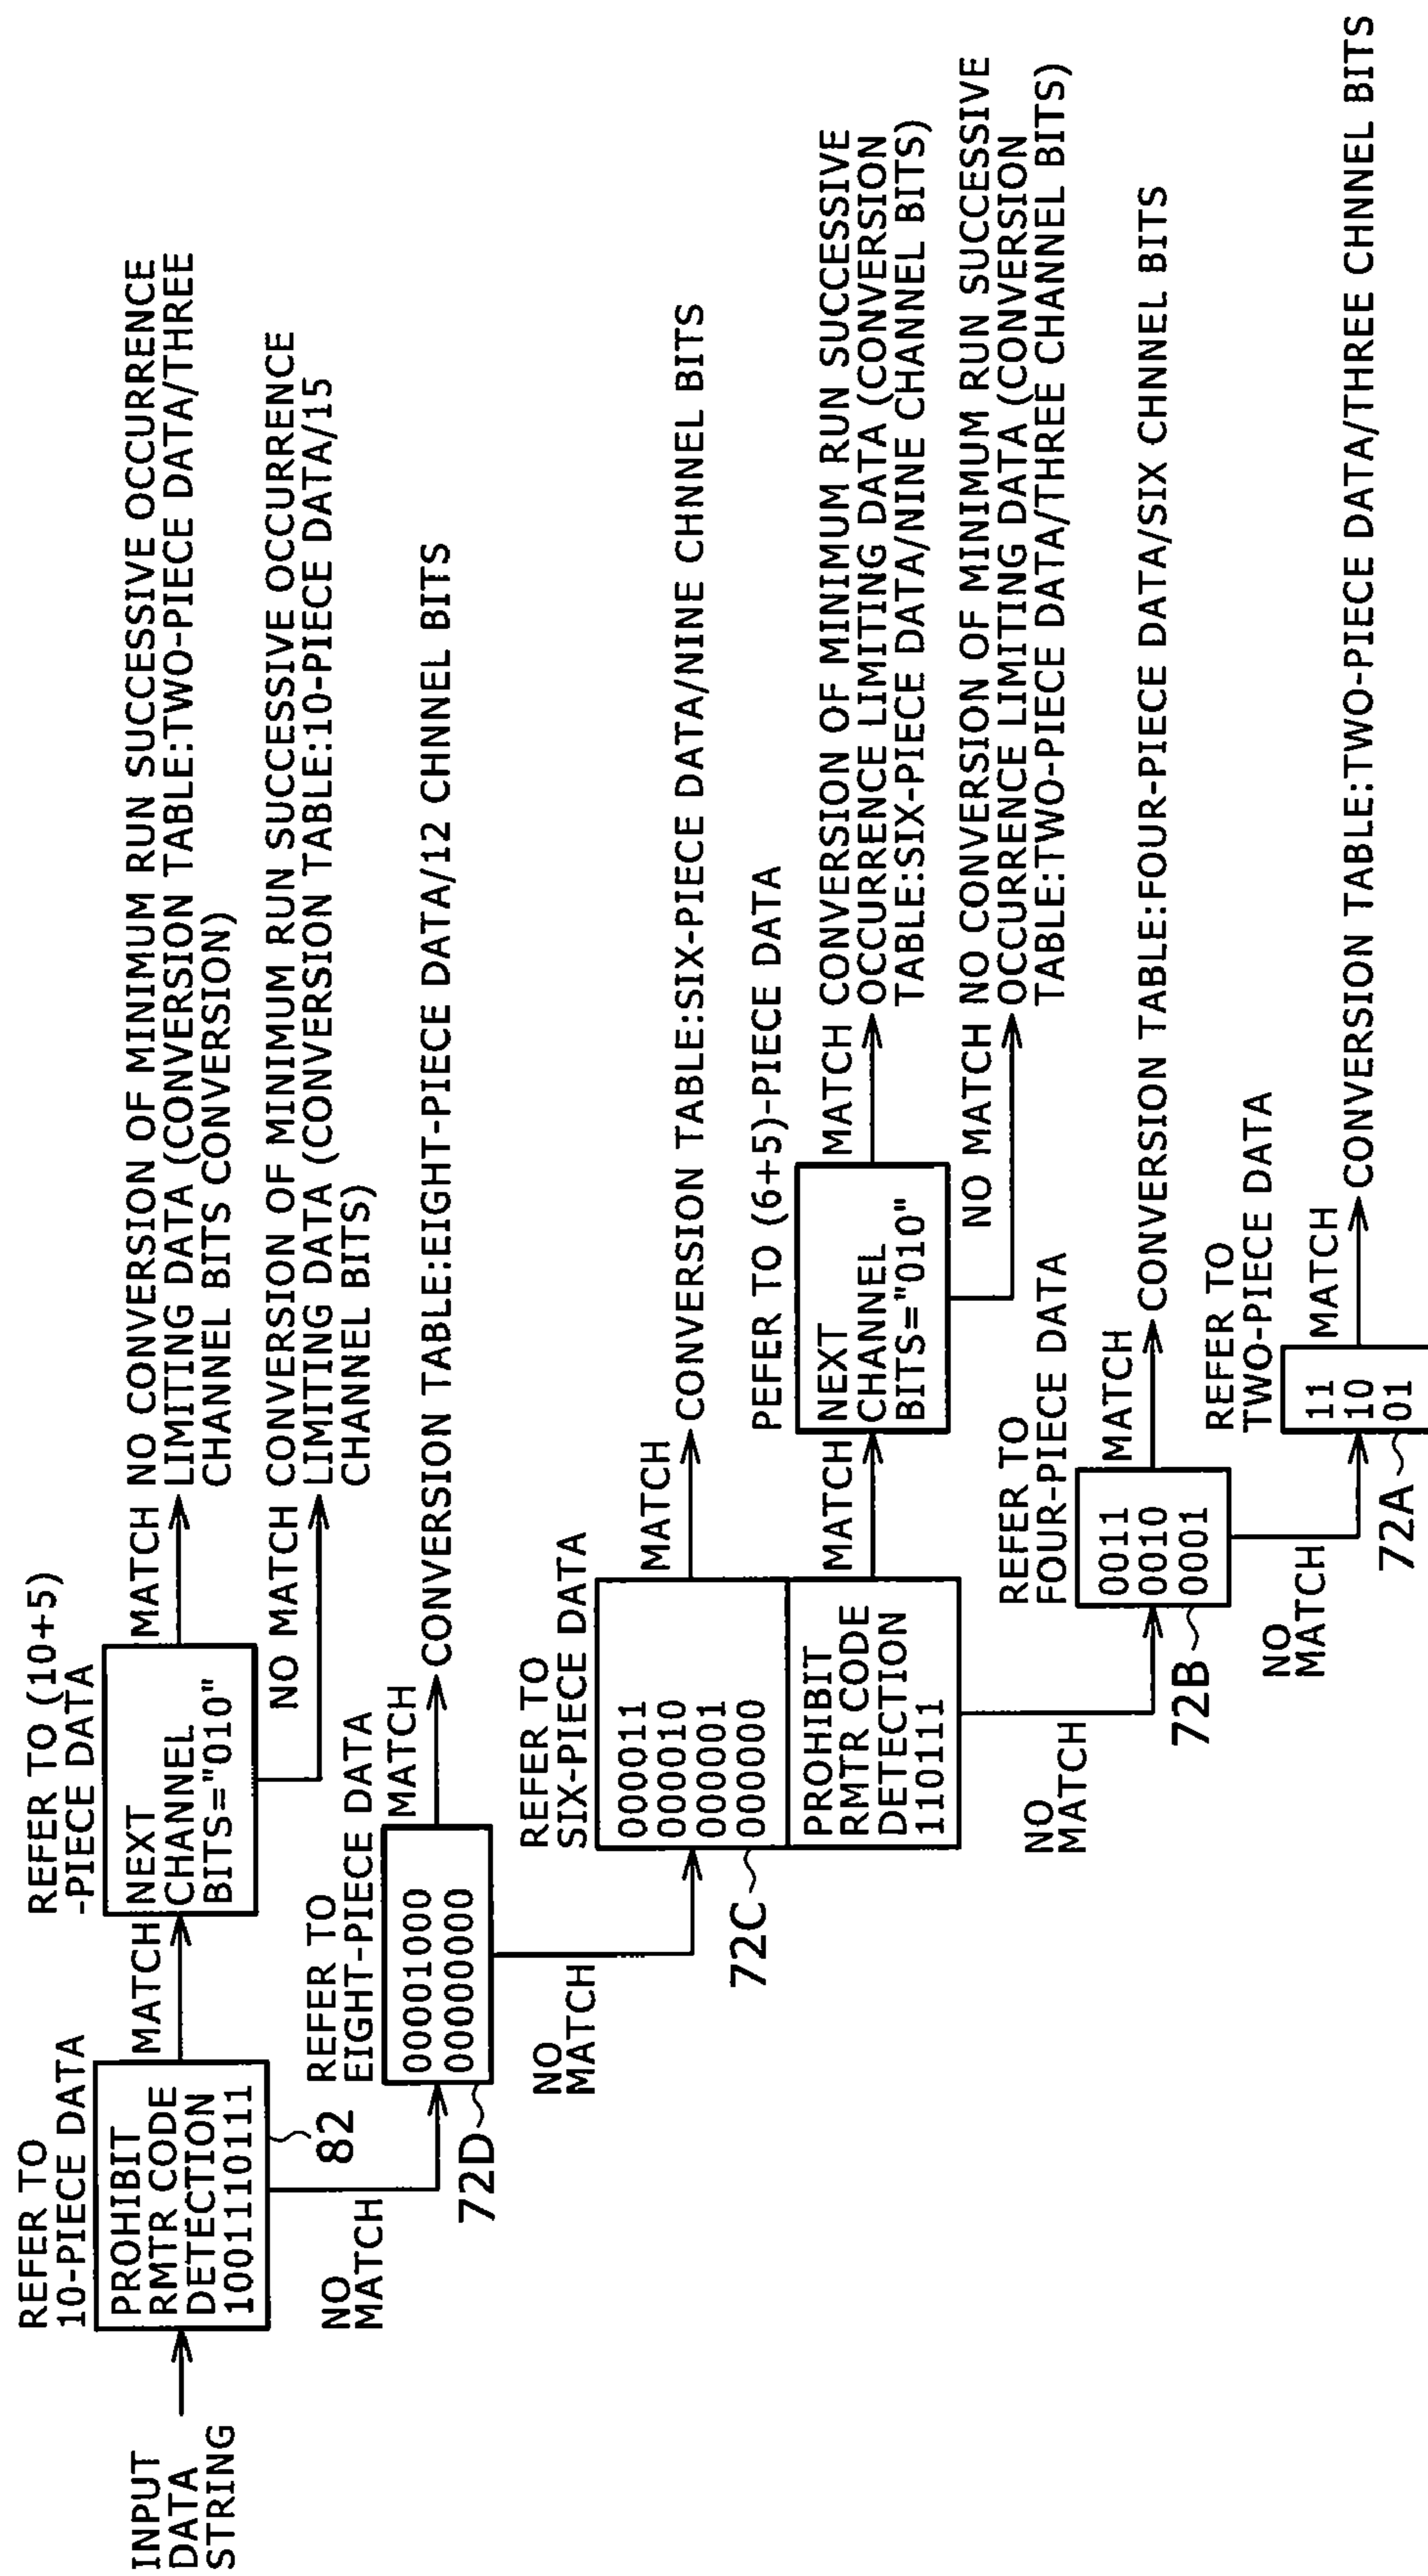 INPUT
DATA
STRING
REFER TO
10-PIECE DATA
PROHIBIT
RMTR CODE
DETECTION
1001110111
82
MATCH
REFER TO (10+5)
-PIECE DATA
NEXT
CHANNEL
BITS="010"
MATCH
NO CONVERSION OF MINIMUM RUN SUCCESSIVE OCCURRENCE
LIMITING DATA (CONVERSION TABLE:TWO-PIECE DATA/THREE
CHANNEL BITS CONVERSION)
NO MATCH
CONVERSION OF MINIMUM RUN SUCCESSIVE OCCURRENCE
LIMITING DATA (CONVERSION TABLE:10-PIECE DATA/15
CHANNEL BITS)
NO
MATCH
REFER TO
EIGHT-PIECE DATA
00001000
00000000
72D
MATCH
CONVERSION TABLE:EIGHT-PIECE DATA/12 CHNNEL BITS
NO
MATCH
REFER TO
SIX-PIECE DATA
000011
000010
000001
000000
72C
MATCH
CONVERSION TABLE:SIX-PIECE DATA/NINE CHNNEL BITS
PROHIBIT
RMTR CODE
DETECTION
110111
MATCH
PEFER TO (6+5)-PIECE DATA
NEXT
CHANNEL
BITS="010"
MATCH
CONVERSION OF MINIMUM RUN SUCCESSIVE
OCCURRENCE LIMITING DATA (CONVERSION
TABLE:SIX-PIECE DATA/NINE CHANNEL BITS)
NO MATCH
NO CONVERSION OF MINIMUM RUN SUCCESSIVE
OCCURRENCE LIMITING DATA (CONVERSION
TABLE:TWO-PIECE DATA/THREE CHANNEL BITS)
NO
MATCH
REFER TO
FOUR-PIECE DATA
0011
0010
0001
72B
MATCH
CONVERSION TABLE:FOUR-PIECE DATA/SIX CHNNEL BITS
NO
MATCH
REFER TO
TWO-PIECE DATA
11
10
01
72A
MATCH
CONVERSION TABLE:TWO-PIECE DATA/THREE CHNNEL BITS